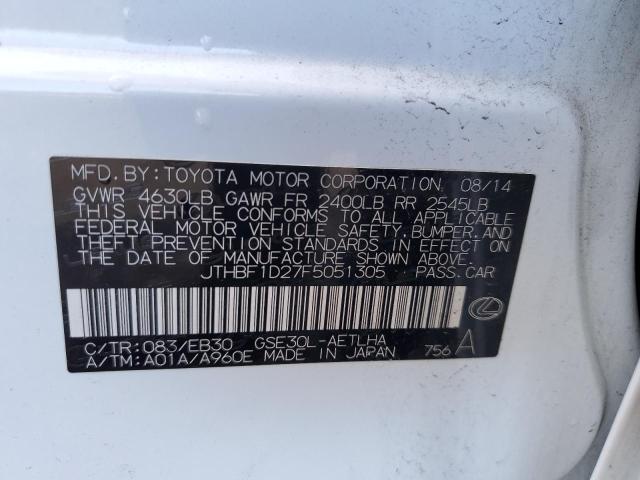 MFD. BY: TOYOTA MOTOR CORPORATION 08/14
GVWR 4630LB GAWR FR 2400LB RR 2545LB
THIS VEHICLE CONFORMS TO ALL APPLICABLE
FEDERAL MOTOR VEHICLE SAFETY, BUMPER, AND
THEFT PREVENTION STANDARDS IN EFFECT ON
THE DATE OF MANUFACTURE SHOWN ABOVE.
JTHBF1D27F5051305 PASS. CAR
C/TR: 083/EB30 GSE30L-AETLHA
A/TM: A01A/A960E MADE IN JAPAN 756 A